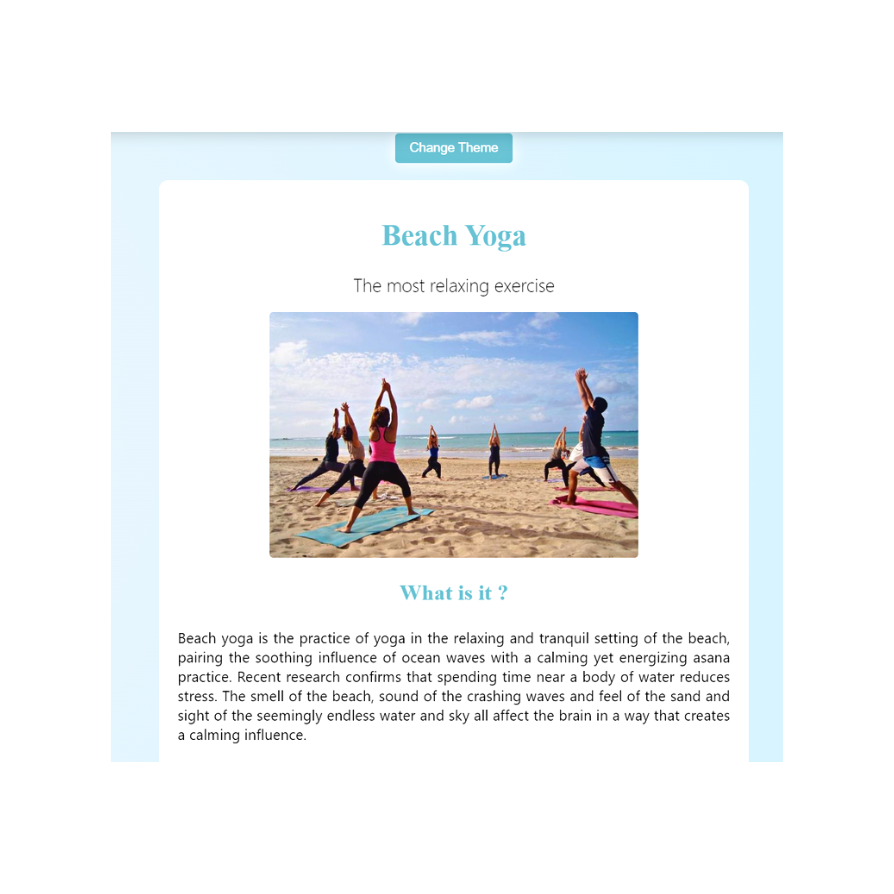 Change Theme
Beach Yoga
The most relaxing exercise
What is it ?
Beach yoga is the practice of yoga in the relaxing and tranquil setting of the beach,
pairing the soothing influence of ocean waves with a calming yet energizing asana
practice. Recent research confirms that spending time near a body of water reduces
stress. The smell of the beach, sound of the crashing waves and feel of the sand and
sight of the seemingly endless water and sky all affect the brain in a way that creates
a calming influence.